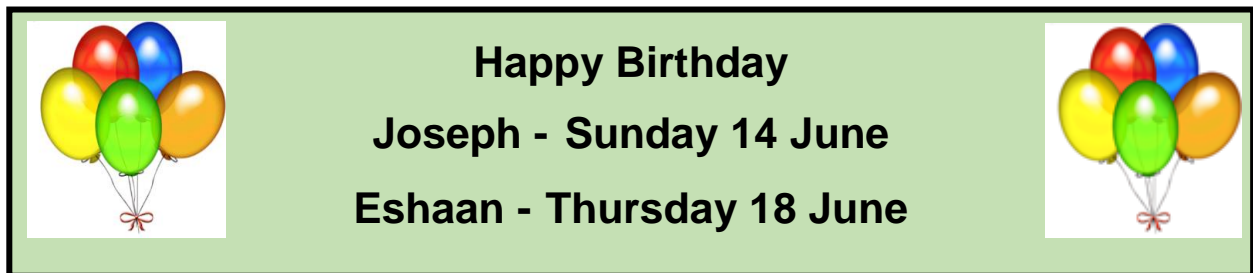 Happy Birthday
Joseph - Sunday 14 June
Eshaan - Thursday 18 June